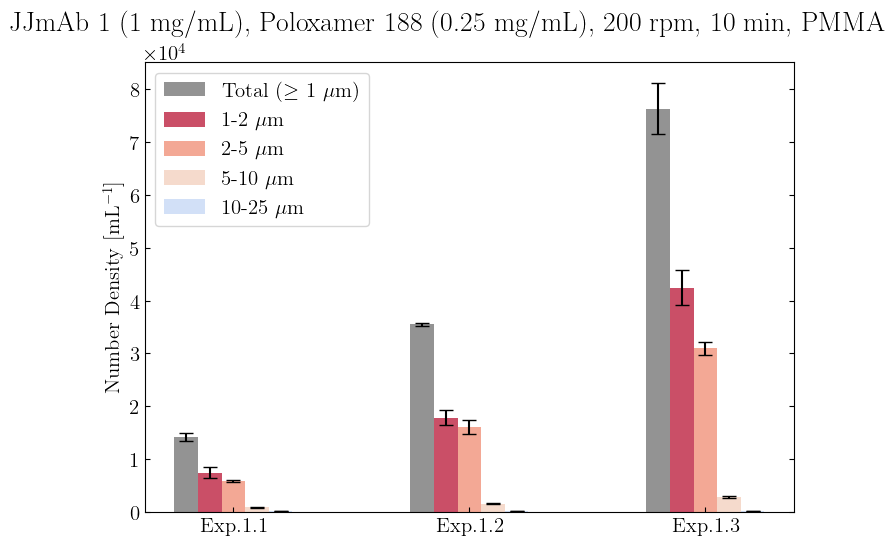 JJmAb 1 (1 mg/mL), Poloxamer 188 (0.25 mg/mL), 200 rpm, 10 min, PMMA
×10⁴
Total (≥ 1 μm)
1-2 μm
2-5 μm
5-10 μm
10-25 μm
8
7
6
5
4
3
2
1
0
Number Density [mL⁻¹]
Exp.1.1
Exp.1.2
Exp.1.3